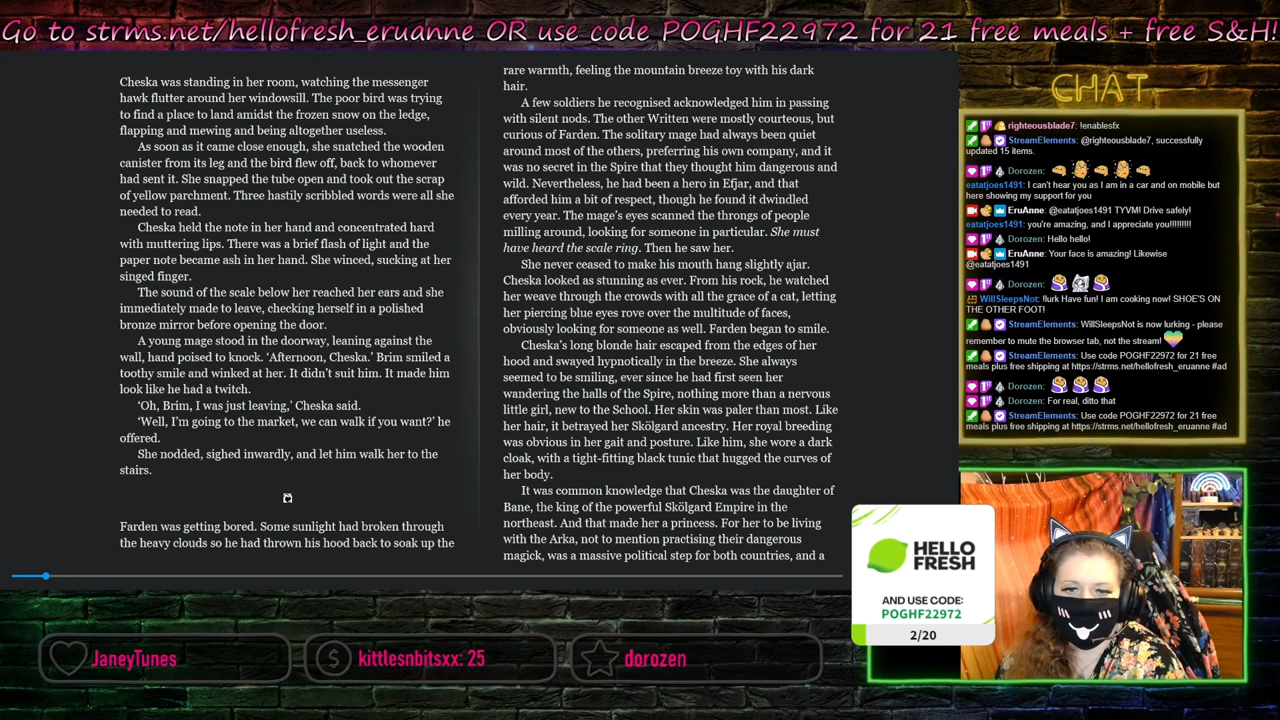 Go to strms.net/hellofresh_eruanne OR use code POGHF22972 for 21 free meals + free S&H!
Cheska was standing in her room, watching the messenger
hawk flutter around her windowsill. The poor bird was trying
to find a place to land amidst the frozen snow on the ledge,
flapping and mewing and being altogether useless.
As soon as it came close enough, she snatched the wooden
canister from its leg and the bird flew off, back to whomever
had sent it. She snapped the tube open and took out the scrap
of yellow parchment. Three hastily scribbled words were all she
needed to read.
Cheska held the note in her hand and concentrated hard
with muttering lips. There was a brief flash of light and the
paper note became ash in her hand. She winced, sucking at her
singed finger.
The sound of the scale below her reached her ears and she
immediately made to leave, checking herself in a polished
bronze mirror before opening the door.
A young mage stood in the doorway, leaning against the
wall, hand poised to knock. ‘Afternoon, Cheska.’ Brim smiled a
toothy smile and winked at her. It didn’t suit him. It made him
look like he had a twitch.
‘Oh, Brim, I was just leaving,’ Cheska said.
‘Well, I’m going to the market, we can walk if you want?’ he
offered.
She nodded, sighed inwardly, and let him walk her to the
stairs.
Farden was getting bored. Some sunlight had broken through
the heavy clouds so he had thrown his hood back to soak up the
rare warmth, feeling the mountain breeze toy with his dark
hair.
A few soldiers he recognised acknowledged him in passing
with silent nods. The other Written were mostly courteous, but
curious of Farden. The solitary mage had always been quiet
around most of the others, preferring his own company, and it
was no secret in the Spire that they thought him dangerous and
wild. Nevertheless, he had been a hero in Efjar, and that
afforded him a bit of respect, though he found it dwindled
every year. The mage’s eyes scanned the throngs of people
milling around, looking for someone in particular. She must
have heard the scale ring. Then he saw her.
She never ceased to make his mouth hang slightly ajar.
Cheska looked as stunning as ever. From his rock, he watched
her weave through the crowds with all the grace of a cat, letting
her piercing blue eyes rove over the multitude of faces,
obviously looking for someone as well. Farden began to smile.
Cheska’s long blonde hair escaped from the edges of her
hood and swayed hypnotically in the breeze. She always
seemed to be smiling, ever since he had first seen her
wandering the halls of the Spire, nothing more than a nervous
little girl, new to the School. Her skin was paler than most. Like
her hair, it betrayed her Skölgard ancestry. Her royal breeding
was obvious in her gait and posture. Like him, she wore a dark
cloak, with a tight-fitting black tunic that hugged the curves of
her body.
It was common knowledge that Cheska was the daughter of
Bane, the king of the powerful Skölgard Empire in the
northeast. And that made her a princess. For her to be living
with the Arka, not to mention practising their dangerous
magick, was a massive political step for both countries, and a
CHAT
righteousblade7: !enablesfx
StreamElements: @righteousblade7, successfully
updated 15 items.
Dorozen:
eatatjoes1491: I can't hear you as I am in a car and on mobile but
here showing my support for you
EruAnne: @eatatjoes1491 TYVM! Drive safely!
eatatjoes1491: you're amazing, and I appreciate you!!!!!!!!!
Dorozen: Hello hello!
EruAnne: Your face is amazing! Likewise
@eatatjoes1491
Dorozen:
WillSleepsNot: !lurk Have fun! I am cooking now! SHOE'S ON
THE OTHER FOOT!
StreamElements: WillSleepsNot is now lurking - please
remember to mute the browser tab, not the stream!
StreamElements: Use code POGHF22972 for 21 free
meals plus free shipping at https://strms.net/hellofresh_eruanne #ad
Dorozen:
Dorozen: For real, ditto that
StreamElements: Use code POGHF22972 for 21 free
meals plus free shipping at https://strms.net/hellofresh_eruanne #ad
HELLO
FRESH
AND USE CODE:
POGHF22972
2/20
JaneyTunes
kittlesnbitsxx: 25
dorozen